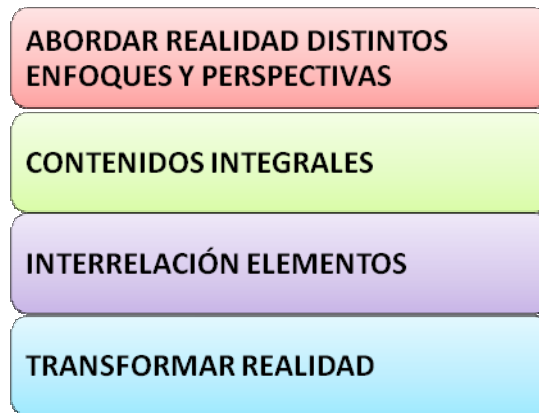 ABORDAR REALIDAD DISTINTOS
ENFOQUES Y PERSPECTIVAS
CONTENIDOS INTEGRALES
INTERRELACIÓN ELEMENTOS
TRANSFORMAR REALIDAD